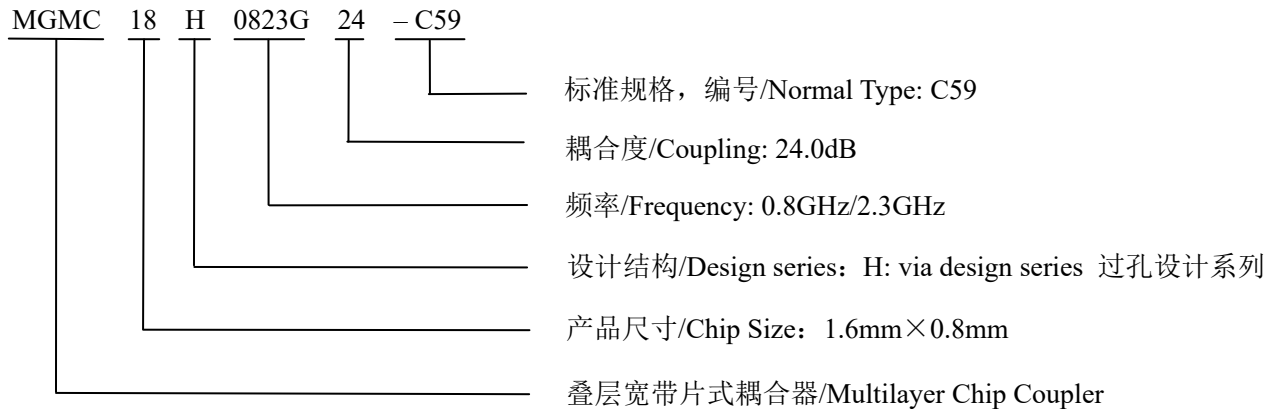 MGMC 18 H 0823G 24 – C59
标准规格，编号/Normal Type: C59
耦合度/Coupling: 24.0dB
频率/Frequency: 0.8GHz/2.3GHz
设计结构/Design series：H: via design series 过孔设计系列
产品尺寸/Chip Size：1.6mm×0.8mm
叠层宽带片式耦合器/Multilayer Chip Coupler